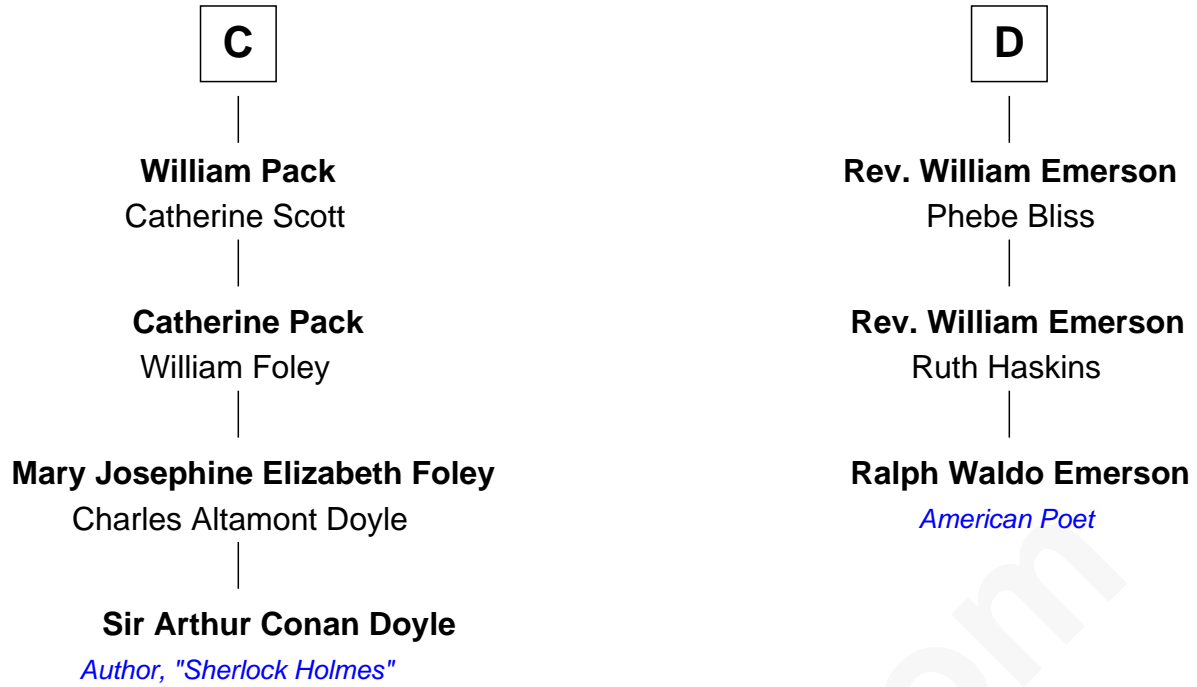 C
William Pack
Catherine Scott
Catherine Pack
William Foley
Mary Josephine Elizabeth Foley
Charles Altamont Doyle
Sir Arthur Conan Doyle
Author, "Sherlock Holmes"
D
Rev. William Emerson
Phebe Bliss
Rev. William Emerson
Ruth Haskins
Ralph Waldo Emerson
American Poet
om